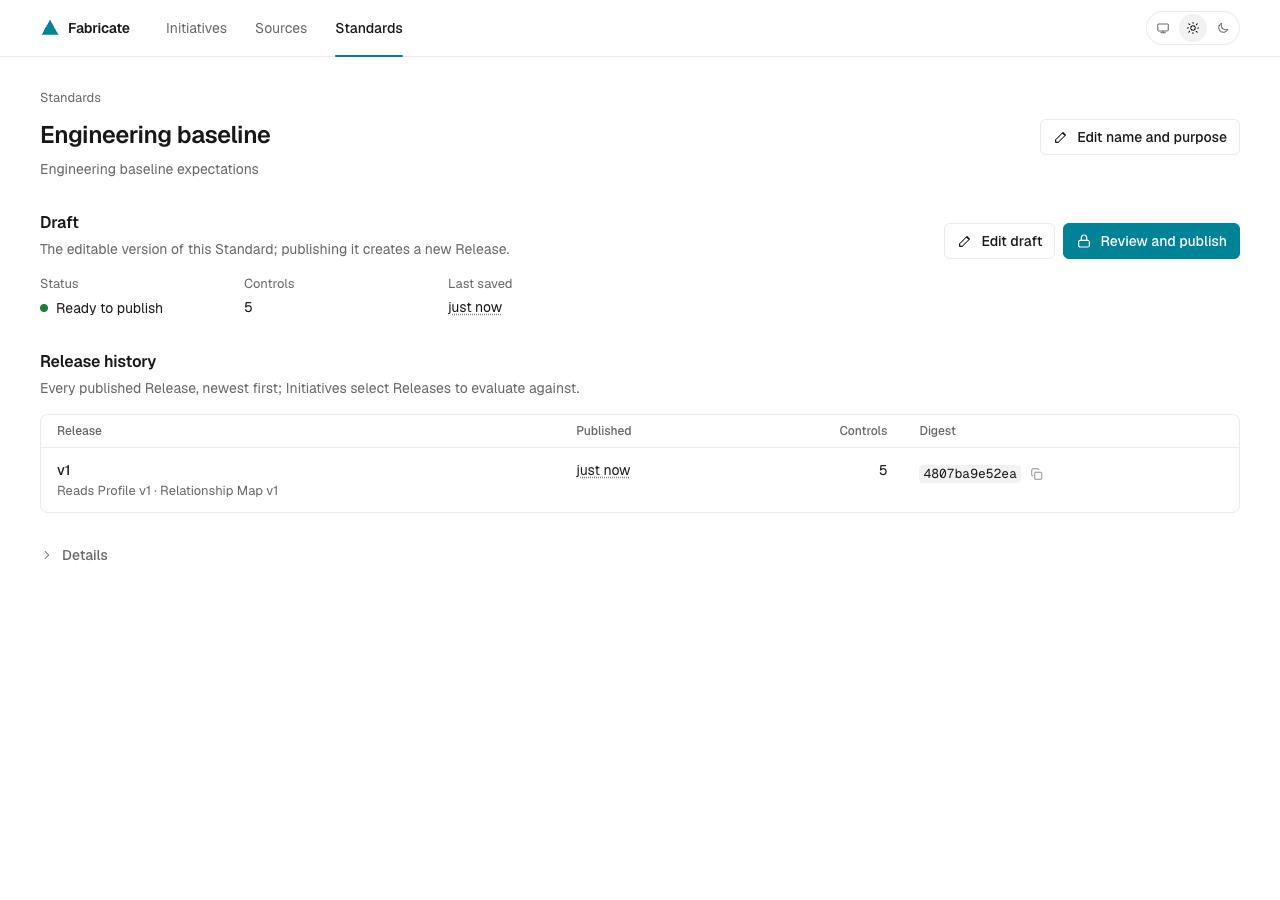 Fabricate Initiatives Sources Standards
Standards
Engineering baseline
Edit name and purpose
Engineering baseline expectations
Draft
The editable version of this Standard; publishing it creates a new Release.
Edit draft Review and publish
Status Controls Last saved
Ready to publish 5 just now
Release history
Every published Release, newest first; Initiatives select Releases to evaluate against.
Release Published Controls Digest
v1 just now 5 4807ba9e52ea
Reads Profile v1 · Relationship Map v1
Details